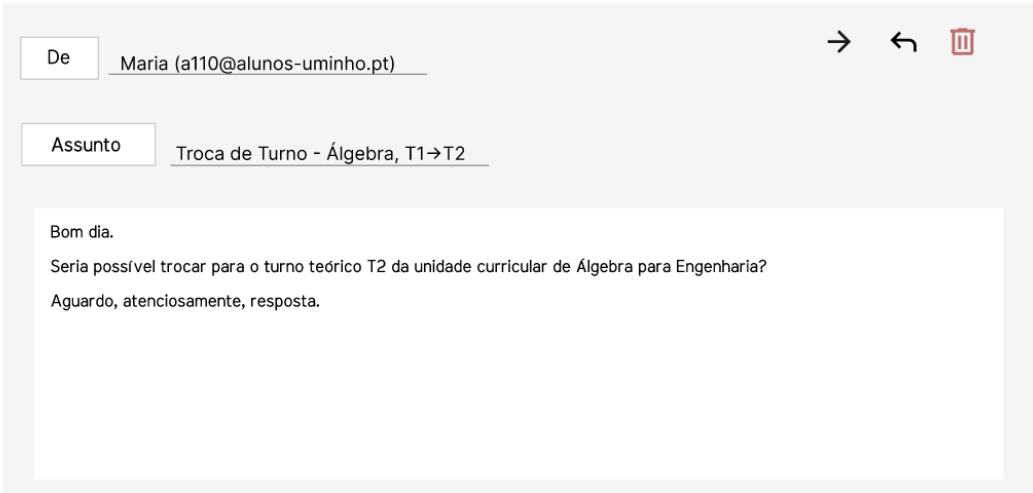 De
Maria (a110@alunos-uminho.pt)
Assunto
Troca de Turno - Álgebra, T1→T2
Bom dia.
Seria possível trocar para o turno teórico T2 da unidade curricular de Álgebra para Engenharia?
Aguardo, atenciosamente, resposta.